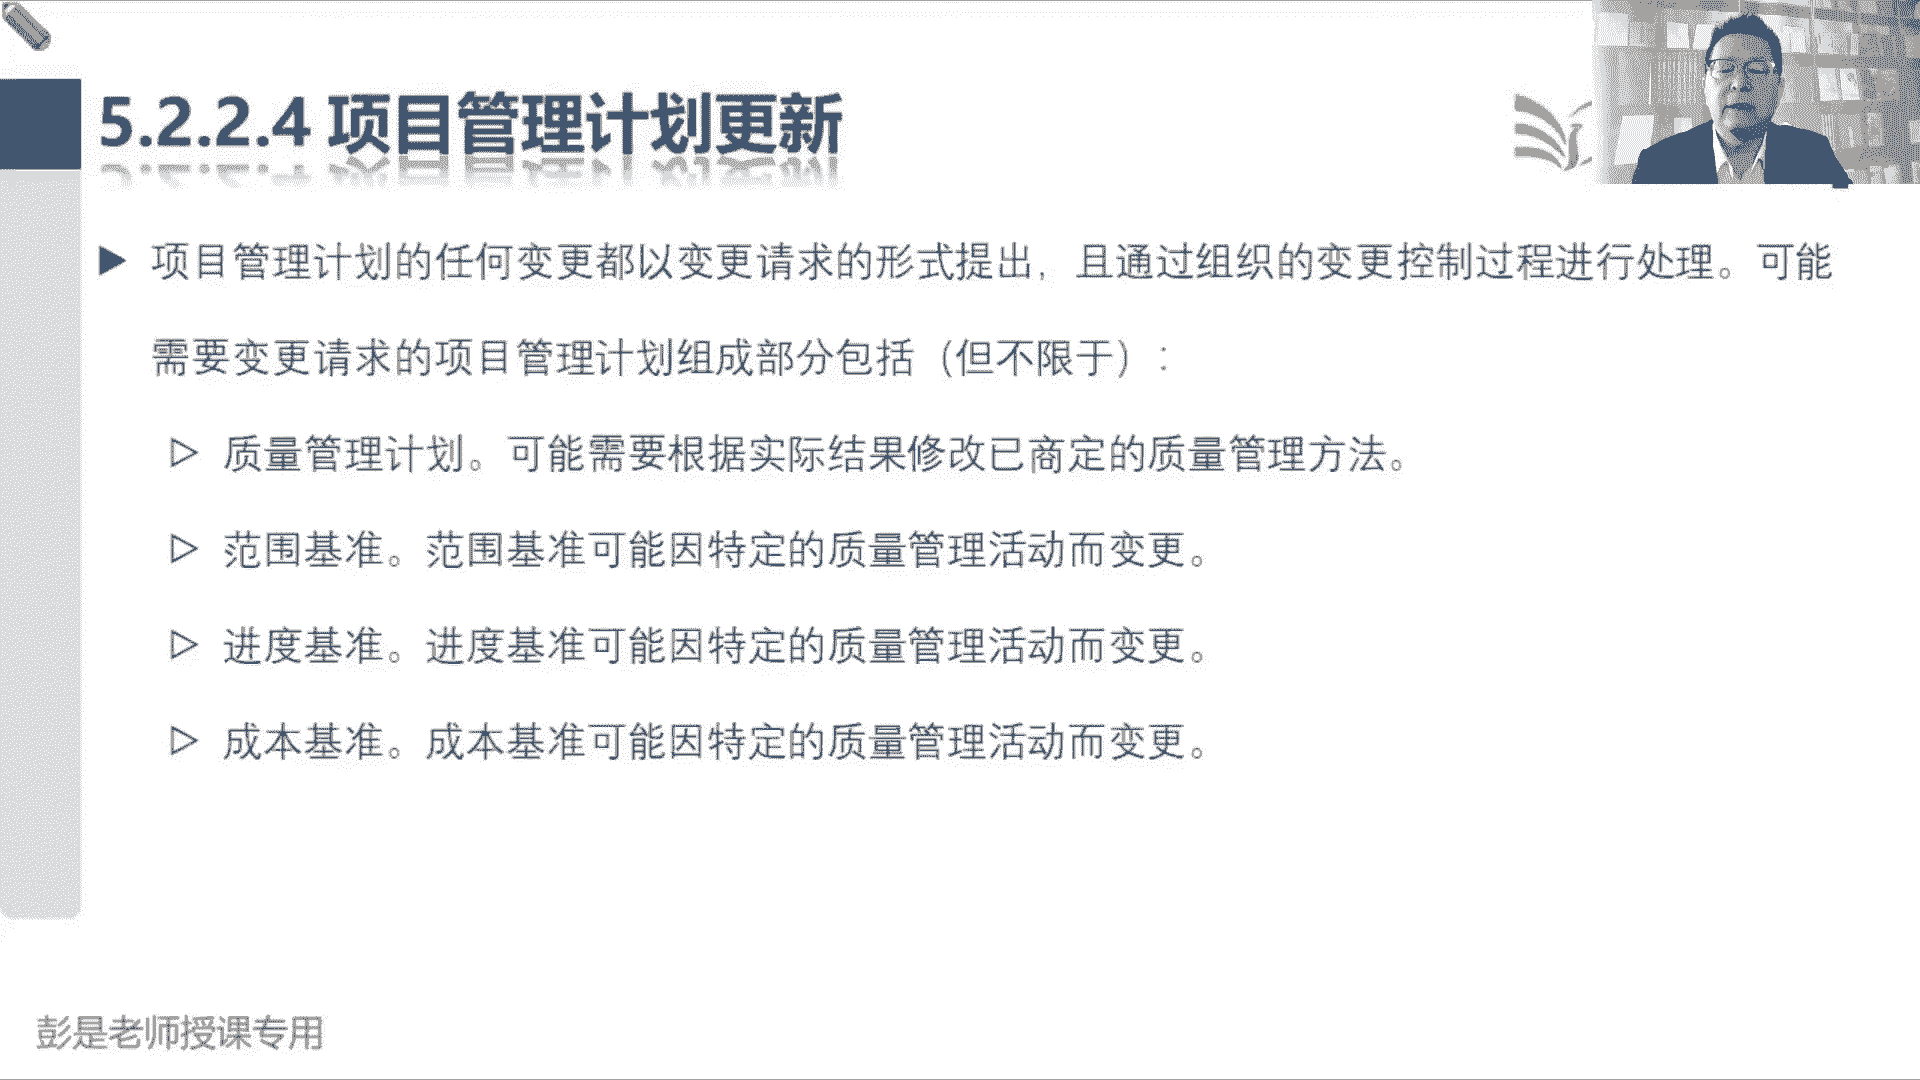 5.2.2.4 项目管理计划更新
项目管理计划的任何变更都以变更请求的形式提出，且通过组织的变更控制过程进行处理。可能
需要变更请求的项目管理计划组成部分包括（但不限于）：
质量管理计划。可能需要根据实际结果修改已商定的质量管理方法。
范围基准。范围基准可能因特定的质量管理活动而变更。
进度基准。进度基准可能因特定的质量管理活动而变更。
成本基准。成本基准可能因特定的质量管理活动而变更。
彭是老师授课专用